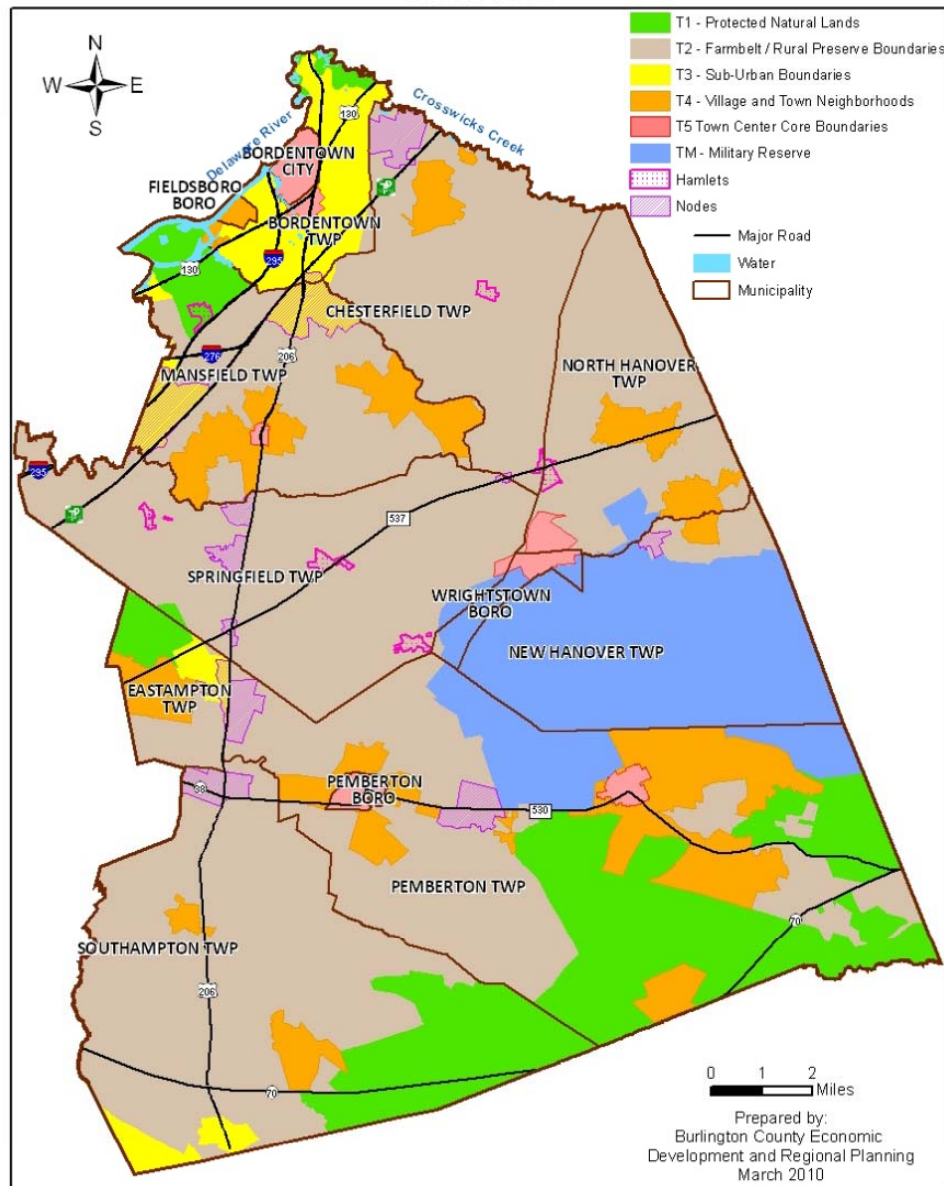 N
W E
S
T1 - Protected Natural Lands
T2 - Farmbelt / Rural Preserve Boundaries
T3 - Sub-Urban Boundaries
T4 - Village and Town Neighborhoods
T5 Town Center Core Boundaries
TM - Military Reserve
Hamlets
Nodes
Major Road
Water
Municipality
130
Crosswicks Creek
Delaware River
BORDENTOWN
CITY
FIELDSBORO
BORO
BORDENTOWN
TWP
295
130
CHESTERFIELD TWP
206
276
MANSFIELD TWP
NORTH HANOVER
TWP
295
537
SPRINGFIELD TWP
WRIGHTSTOWN
BORO
NEW HANOVER TWP
EASTAMPTON
TWP
PEMBERTON
BORO
38
530
PEMBERTON TWP
70
SOUTHAMPTON TWP
206
70
0 1 2
Miles
Prepared by:
Burlington County Economic
Development and Regional Planning
March 2010